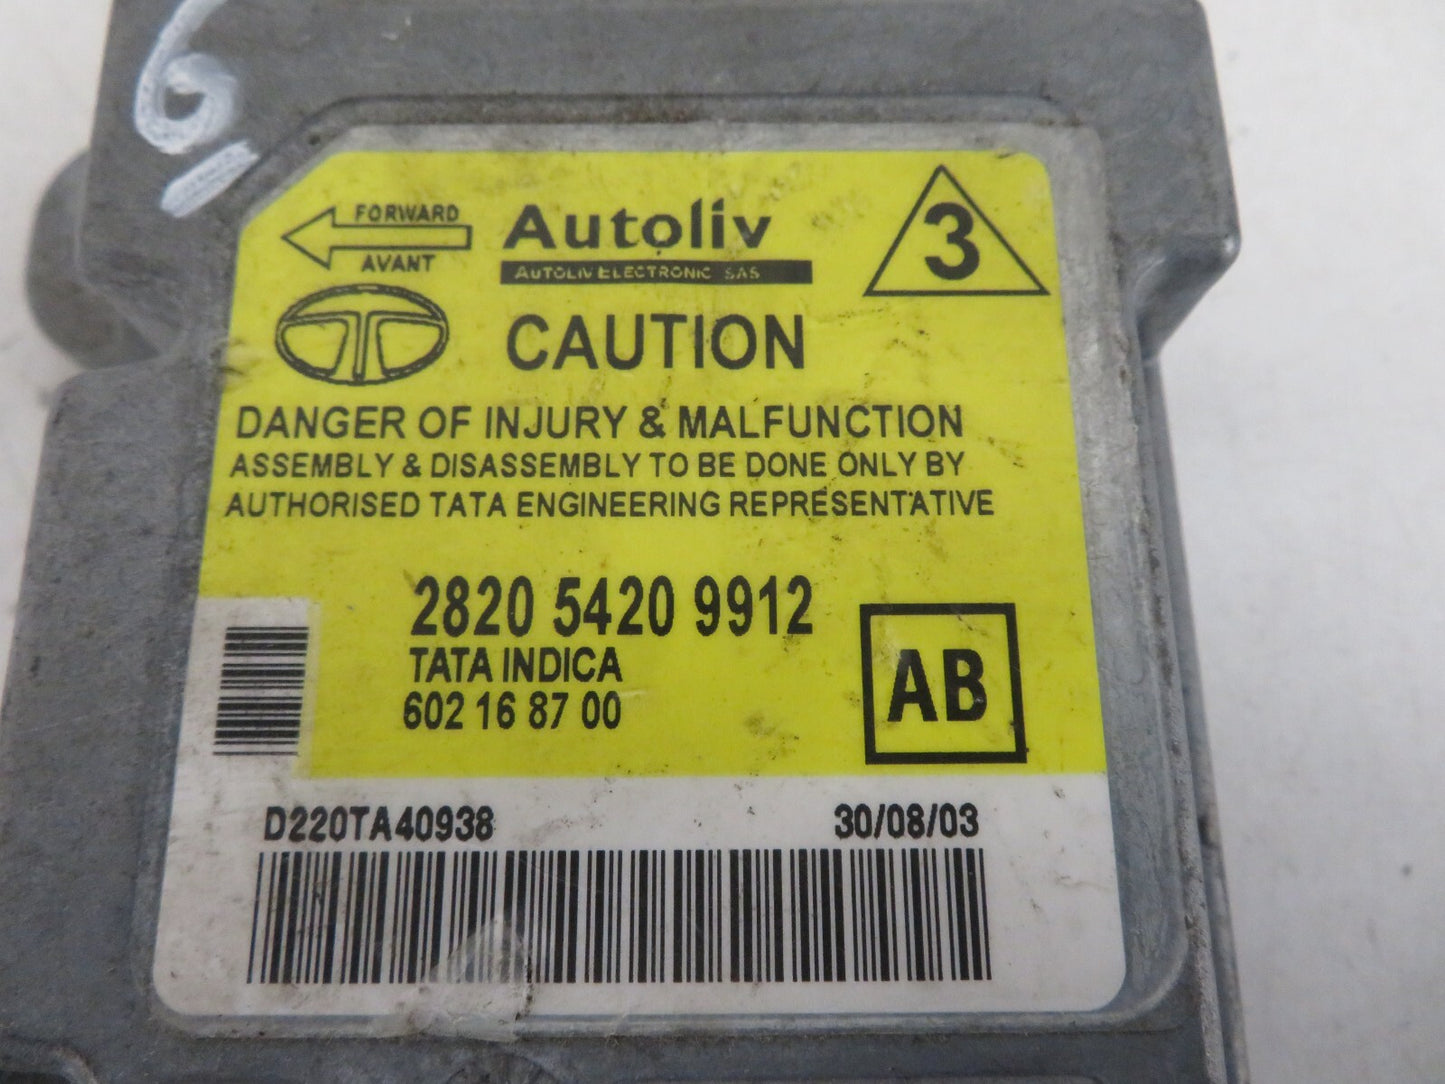 6
FORWARD
AVANT
Autoliv
AUTOLIV ELECTRONIC SAS
3
CAUTION
DANGER OF INJURY & MALFUNCTION
ASSEMBLY & DISASSEMBLY TO BE DONE ONLY BY
AUTHORISED TATA ENGINEERING REPRESENTATIVE
2820 5420 9912
TATA INDICA
602 16 87 00
AB
D220TA40938
30/08/03